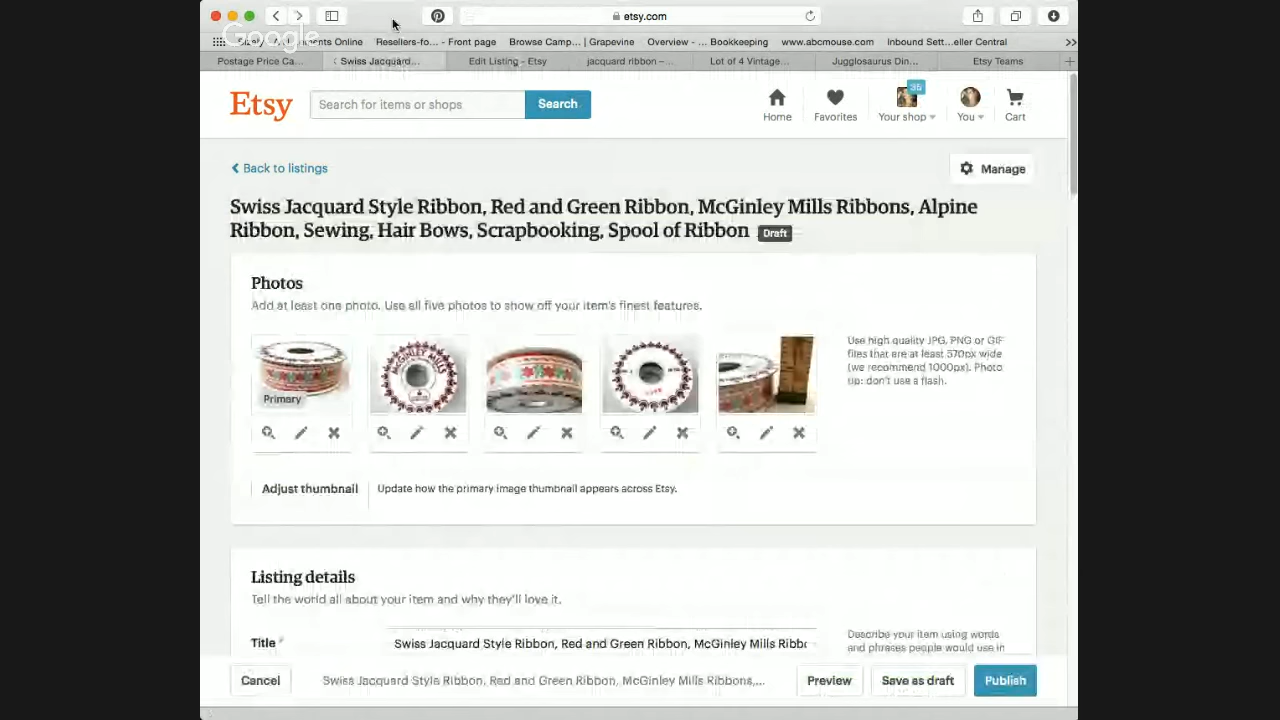 etsy.com
Google
Resellers-fo... - Front page
Browse Camp... | Grapevine
Overview - ... Bookkeeping
www.abcmouse.com
Inbound Sett...eller Central
Postage Price Ca...
Swiss Jacquard...
Edit Listing - Etsy
jacquard ribbon –...
Lot of 4 Vintage...
Jugglosaurus Din...
Etsy Teams
Etsy
Search for items or shops
Search
Home
Favorites
35
Your shop
You
Cart
Back to listings
Manage
Swiss Jacquard Style Ribbon, Red and Green Ribbon, McGinley Mills Ribbons, Alpine
Ribbon, Sewing, Hair Bows, Scrapbooking, Spool of Ribbon Draft
Photos
Add at least one photo. Use all five photos to show off your item's finest features.
Primary
Use high quality JPG, PNG or GIF
files that are at least 570px wide
(we recommend 1000px). Photo
tip: don't use a flash.
Adjust thumbnail
Update how the primary image thumbnail appears across Etsy.
Listing details
Tell the world all about your item and why they'll love it.
Title *
Swiss Jacquard Style Ribbon, Red and Green Ribbon, McGinley Mills Ribbo
Describe your item using words
and phrases people would use in
Cancel
Swiss Jacquard Style Ribbon, Red and Green Ribbon, McGinley Mills Ribbons,...
Preview
Save as draft
Publish